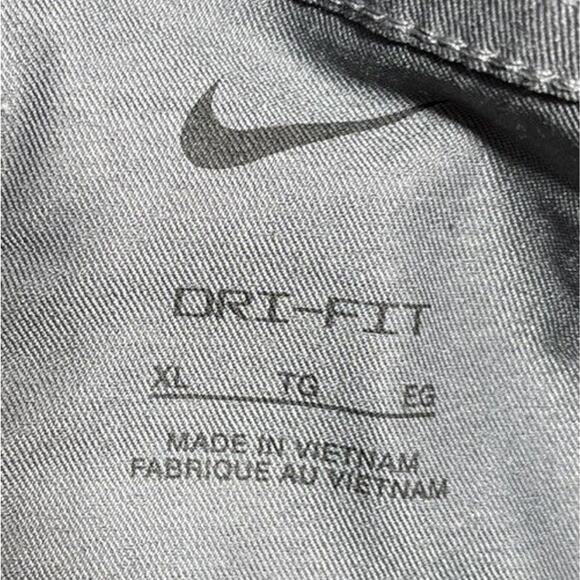 DRI-FIT
XL TG EG
MADE IN VIETNAM
FABRIQUE AU VIETNAM